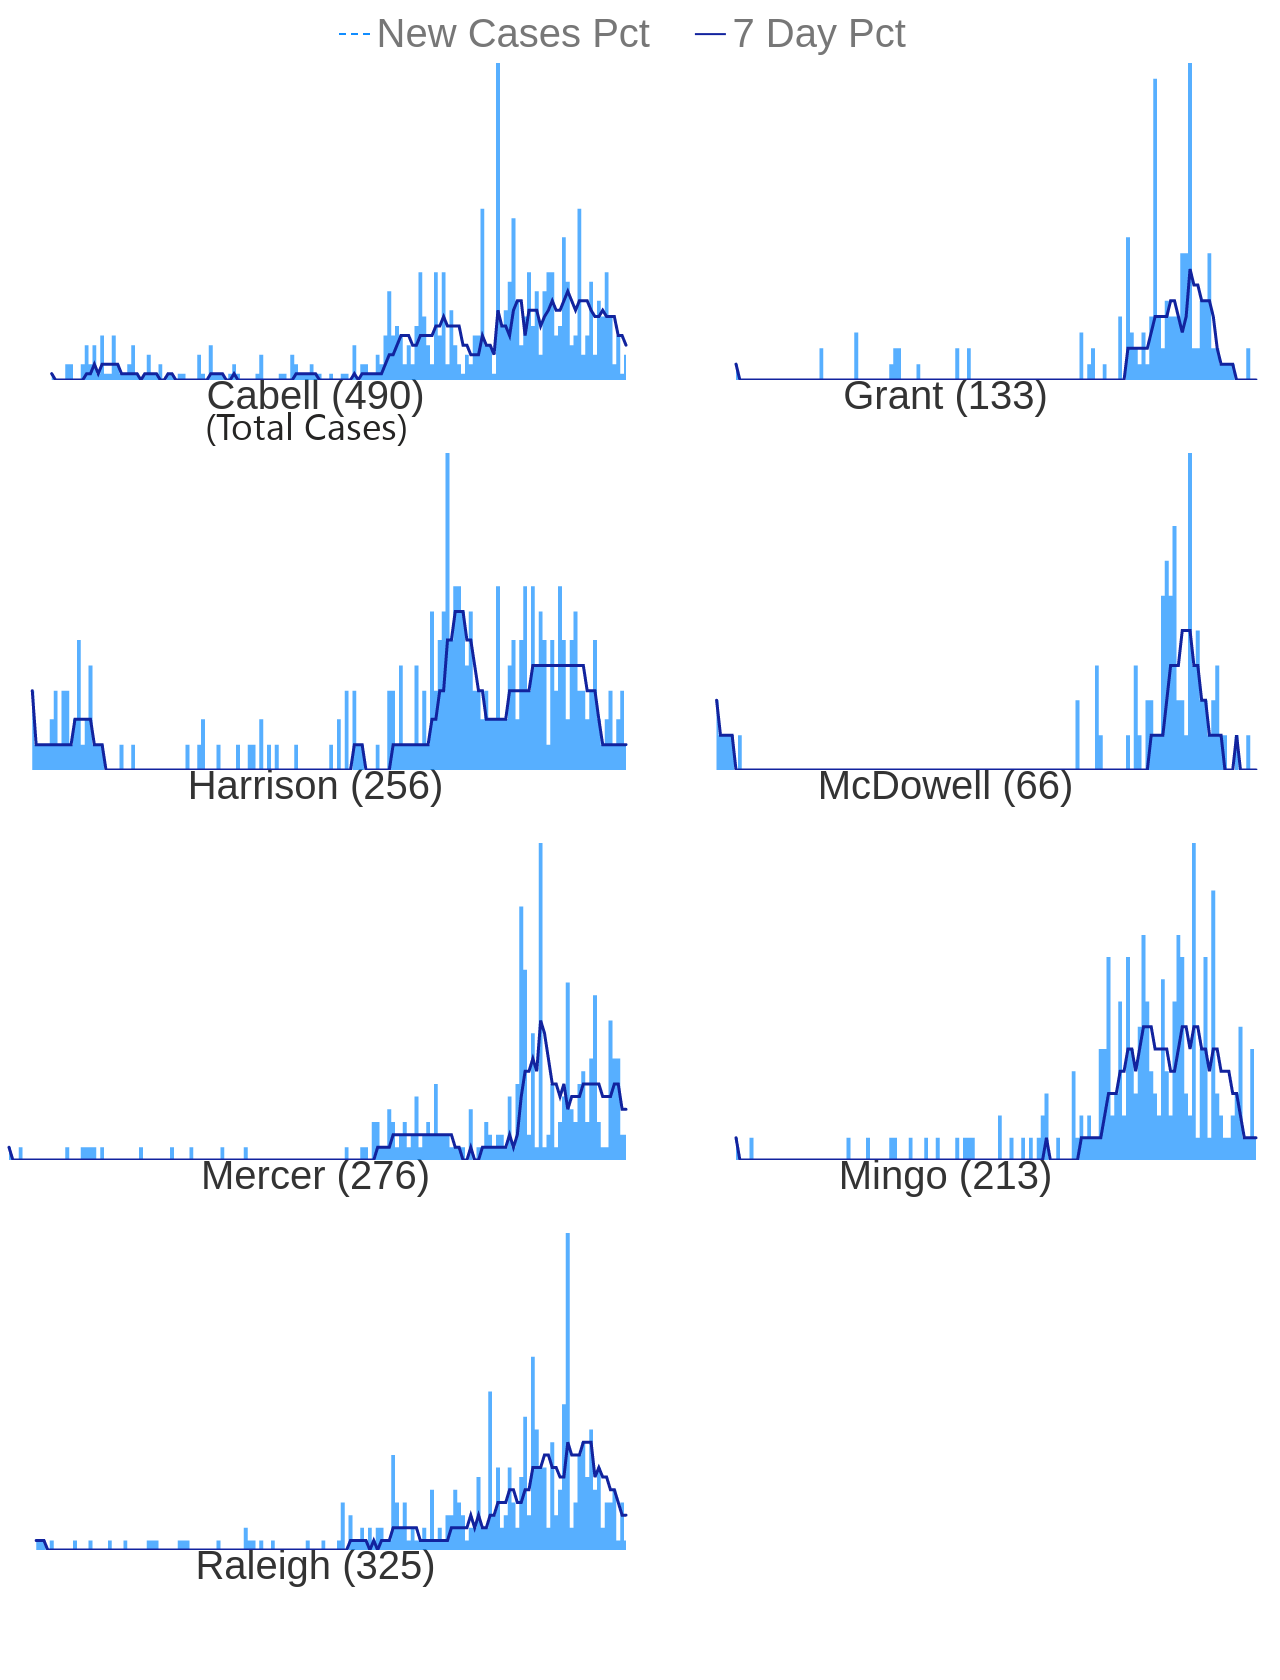 New Cases Pct 7 Day Pct
Cabell (490) Grant (133)
(Total Cases)
Harrison (256) McDowell (66)
Mercer (276) Mingo (213)
Raleigh (325)